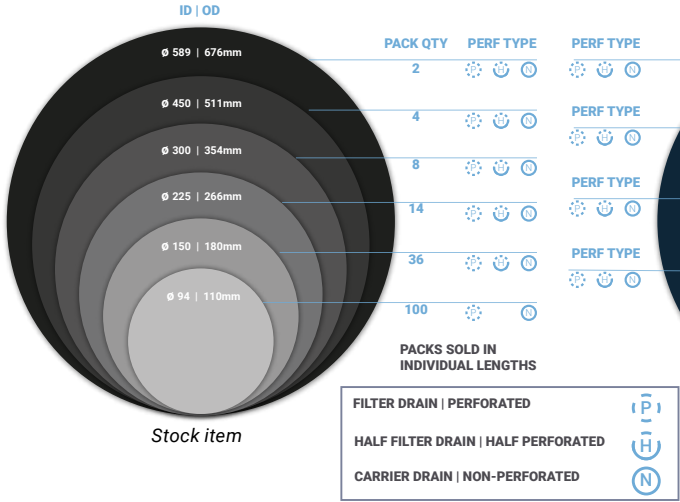 ID | OD
PACK QTY PERF TYPE PERF TYPE
ø 589 | 676mm 2 P H N P H N
ø 450 | 511mm 4 P H N
PERF TYPE
P H N
ø 300 | 354mm 8 P H N
PERF TYPE
ø 225 | 266mm 14 P H N P H N
ø 150 | 180mm 36 P H N
PERF TYPE
P H N
ø 94 | 110mm 100 P N
PACKS SOLD IN
INDIVIDUAL LENGTHS
Stock item
FILTER DRAIN | PERFORATED P
HALF FILTER DRAIN | HALF PERFORATED H
CARRIER DRAIN | NON-PERFORATED N